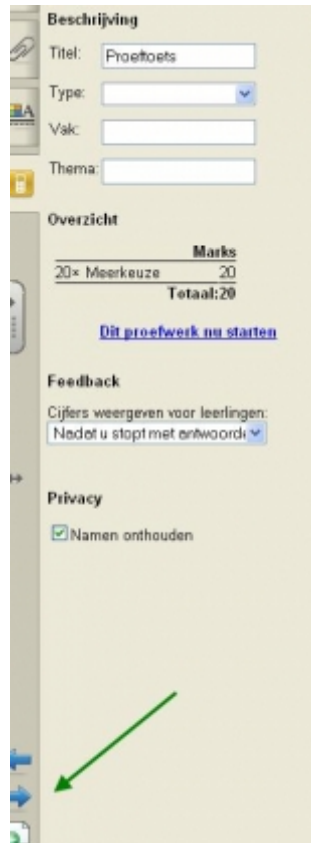 Beschrijving
Titel: Proeftoets
Type:
Vak:
Thema:
Overzicht
Marks
20× Meerkeuze 20
Totaal:20
Dit proefwerk nu starten
Feedback
Cijfers weergeven voor leerlingen:
Nadat u stopt met antwoorde
Privacy
Namen onthouden
A